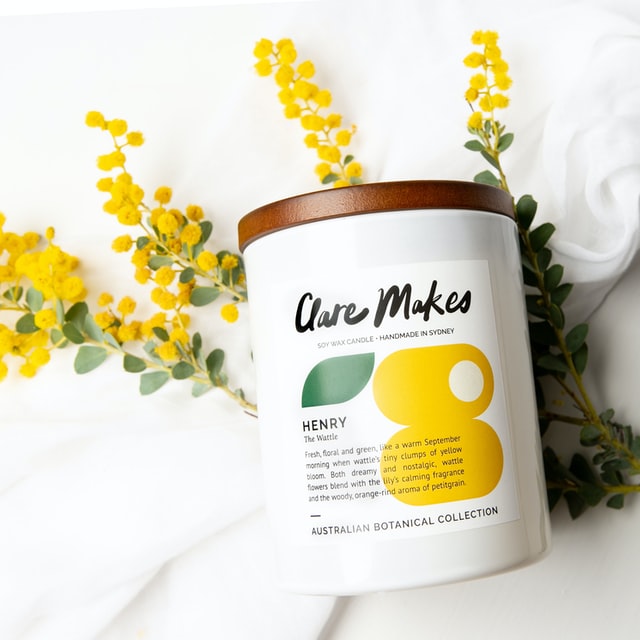 Clare Makes
SOY WAX CANDLE • HANDMADE IN SYDNEY
HENRY
The Wattle
Fresh, floral and green, like a warm September
morning when wattle's tiny clumps of yellow
bloom. Both dreamy and nostalgic, wattle
flowers blend with the lily's calming fragrance
and the woody, orange-rind aroma of petitgrain.
AUSTRALIAN BOTANICAL COLLECTION